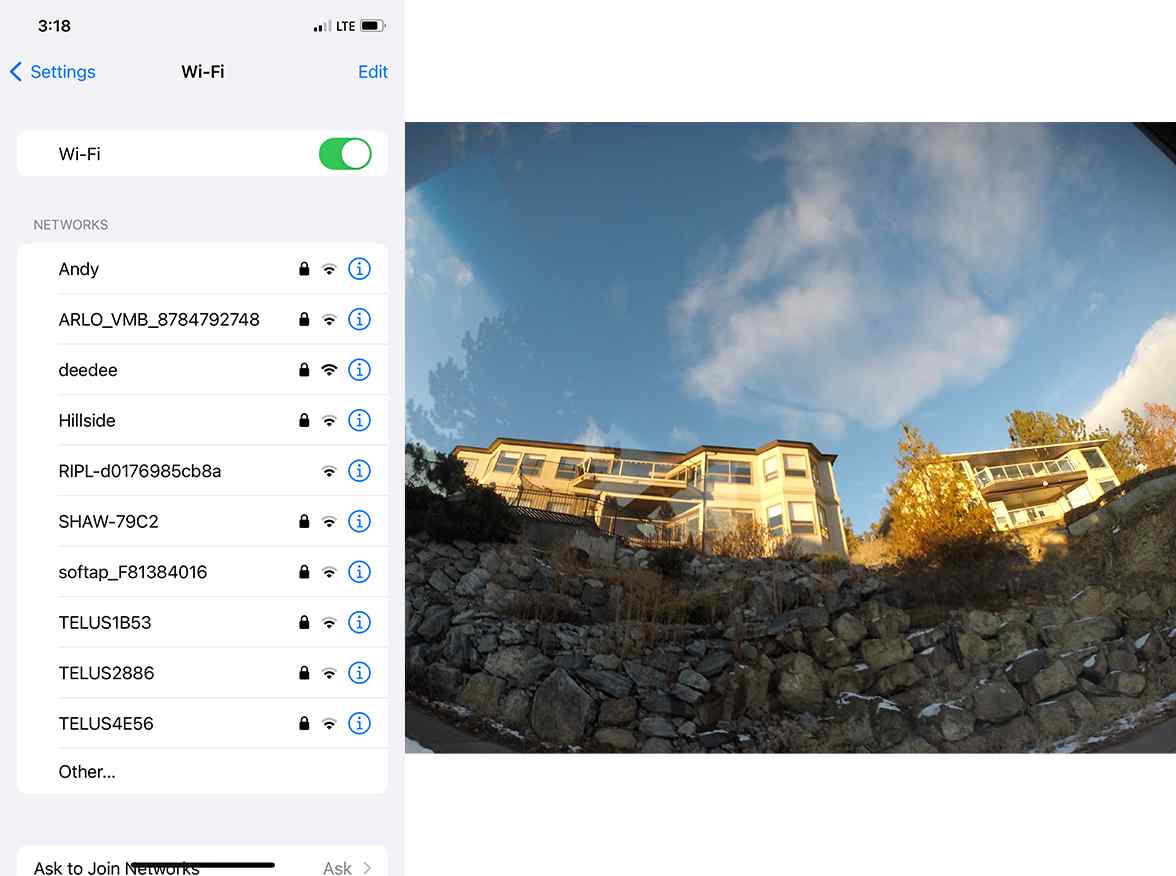 3:18
LTE
Settings
Wi-Fi
Edit
Wi-Fi
NETWORKS
Andy
ARLO_VMB_8784792748
deedee
Hillside
RIPL-d0176985cb8a
SHAW-79C2
softap_F81384016
TELUS1B53
TELUS2886
TELUS4E56
Other...
Ask to Join Networks
Ask